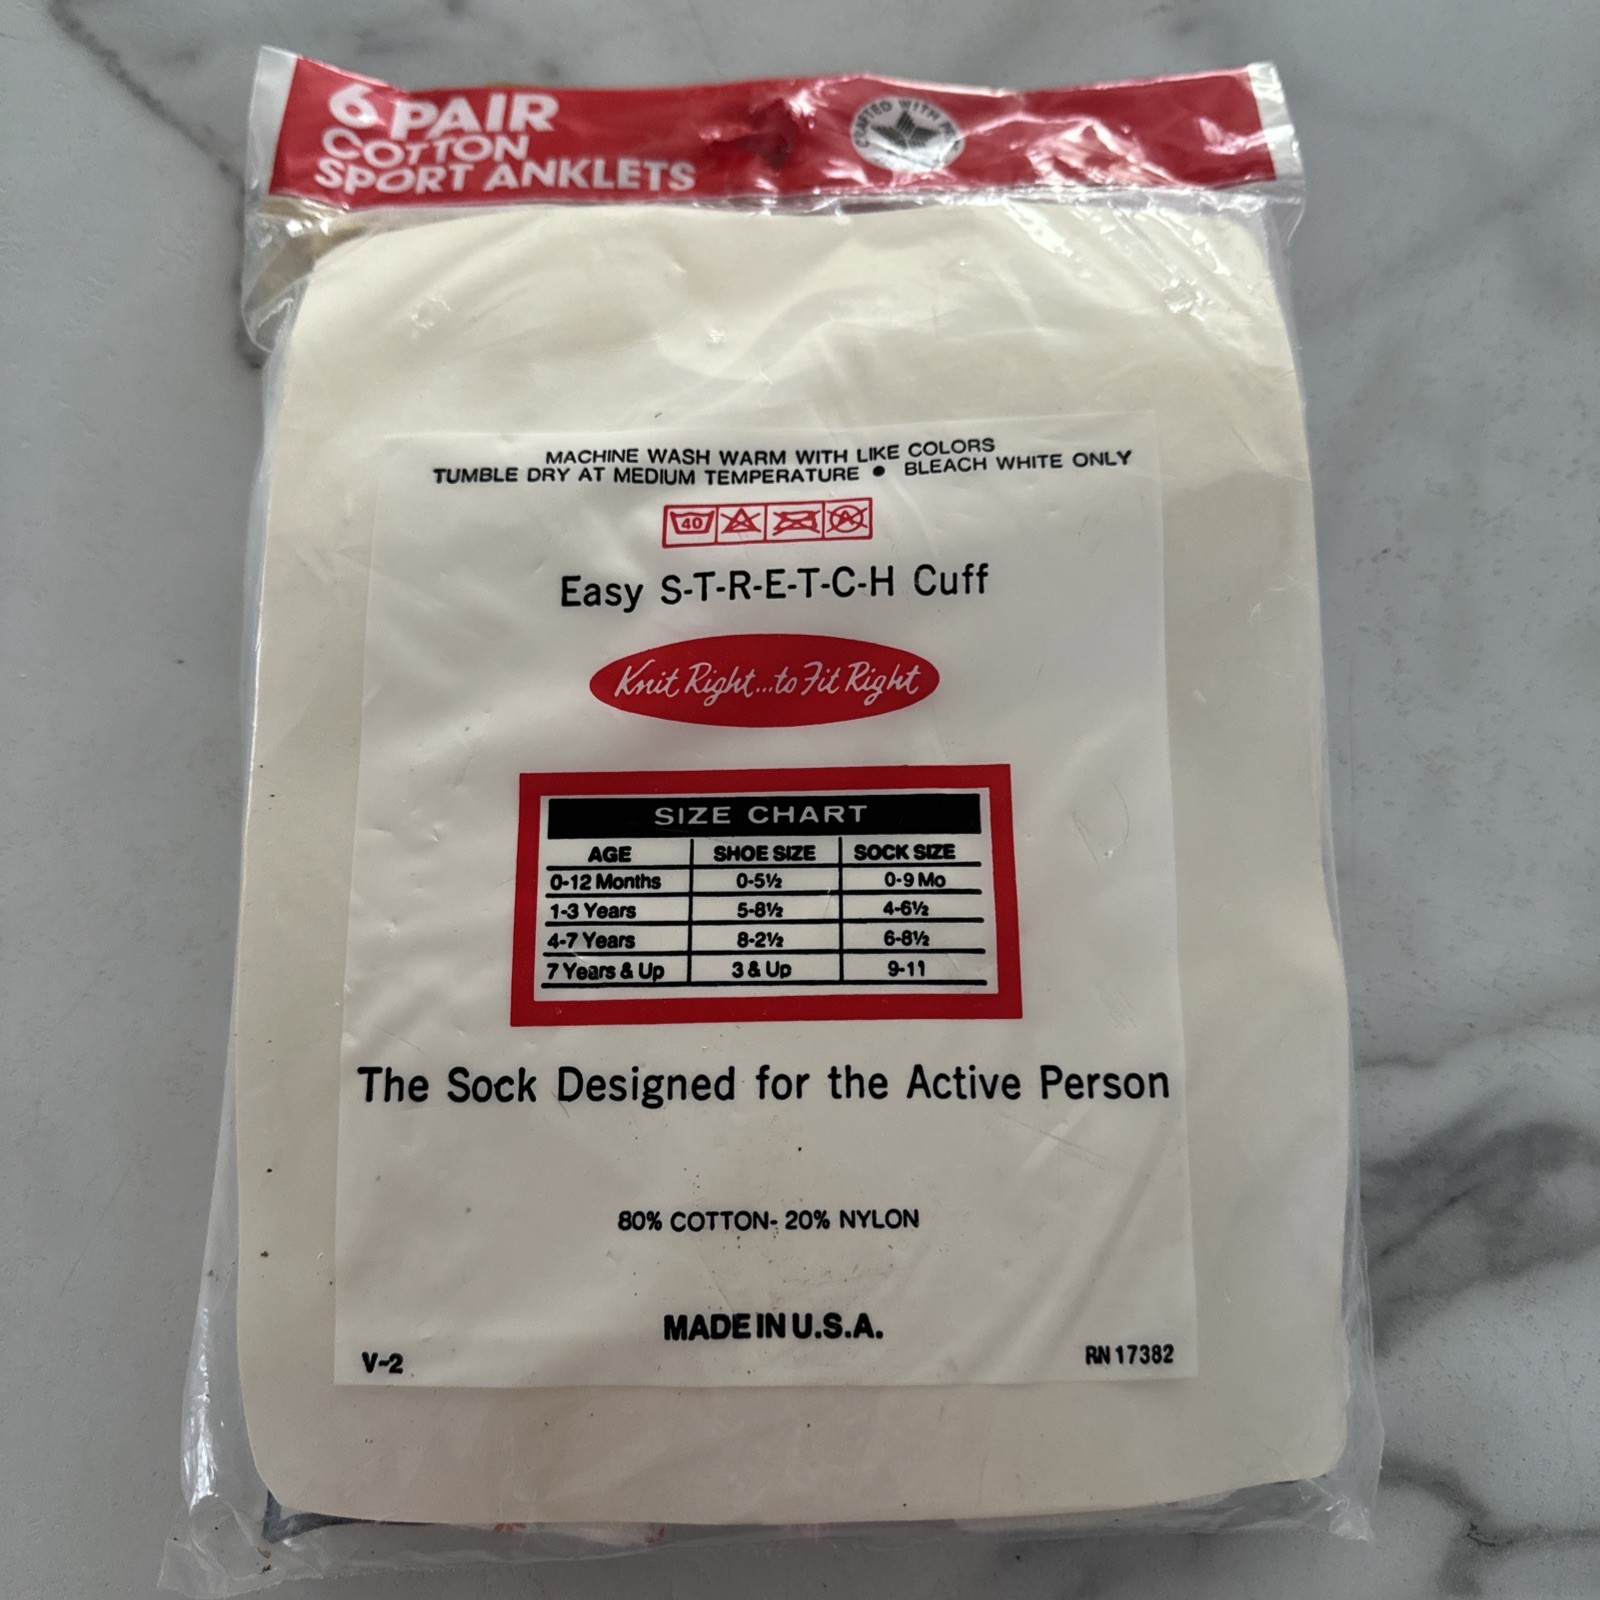 6 PAIR
COTTON
SPORT ANKLETS
CRAFTED WITH
MACHINE WASH WARM WITH LIKE COLORS
TUMBLE DRY AT MEDIUM TEMPERATURE • BLEACH WHITE ONLY
40 A
Easy S-T-R-E-T-C-H Cuff
Knit Right...to Fit Right
SIZE CHART
AGE SHOE SIZE SOCK SIZE
0-12 Months 0-5½ 0-9 Mo
1-3 Years 5-8½ 4-6½
4-7 Years 8-2½ 6-8½
7 Years & Up 3 & Up 9-11
The Sock Designed for the Active Person
80% COTTON- 20% NYLON
MADE IN U.S.A.
V-2 RN 17382